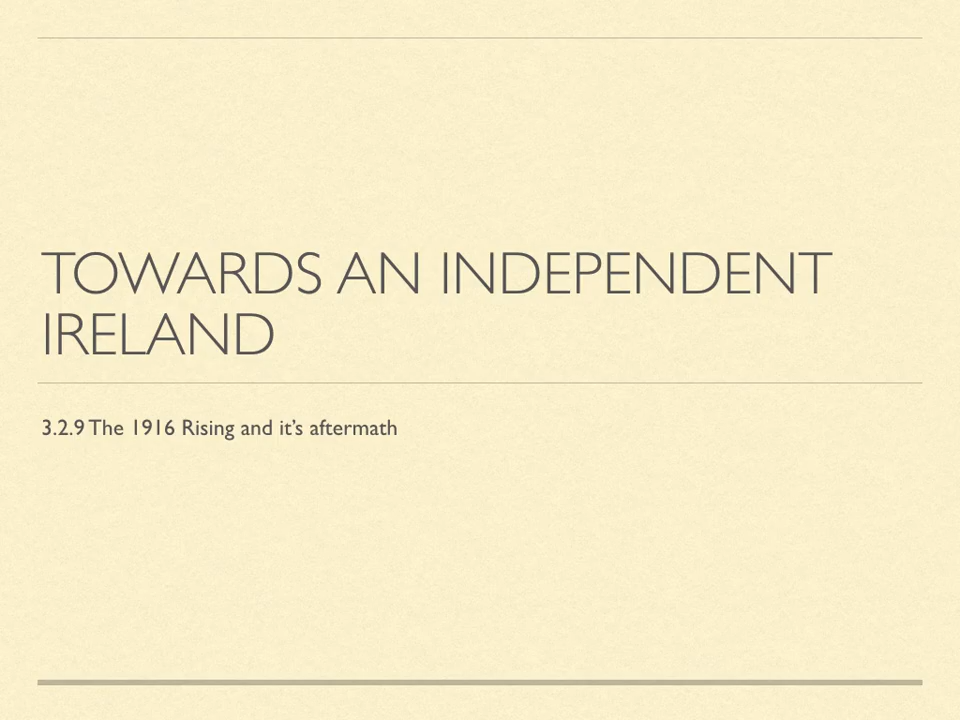 TOWARDS AN INDEPENDENT
IRELAND
3.2.9 The 1916 Rising and it's aftermath